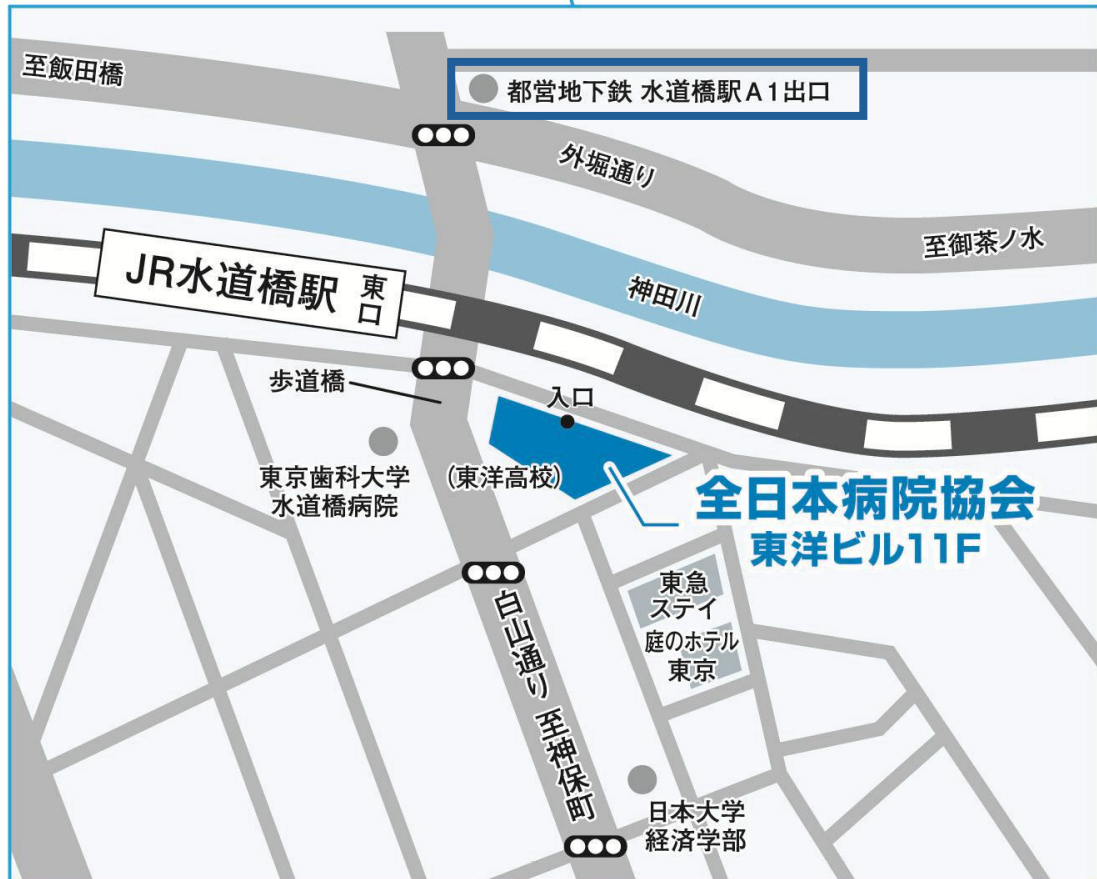 至飯田橋
都営地下鉄 水道橋駅A1出口
外堀通り
至御茶ノ水
神田川
JR水道橋駅 東口
歩道橋
入口
東京歯科大学
水道橋病院
(東洋高校)
全日本病院協会
東洋ビル11F
東急
ステイ
庭のホテル
東京
白山通り 至神保町
日本大学
経済学部